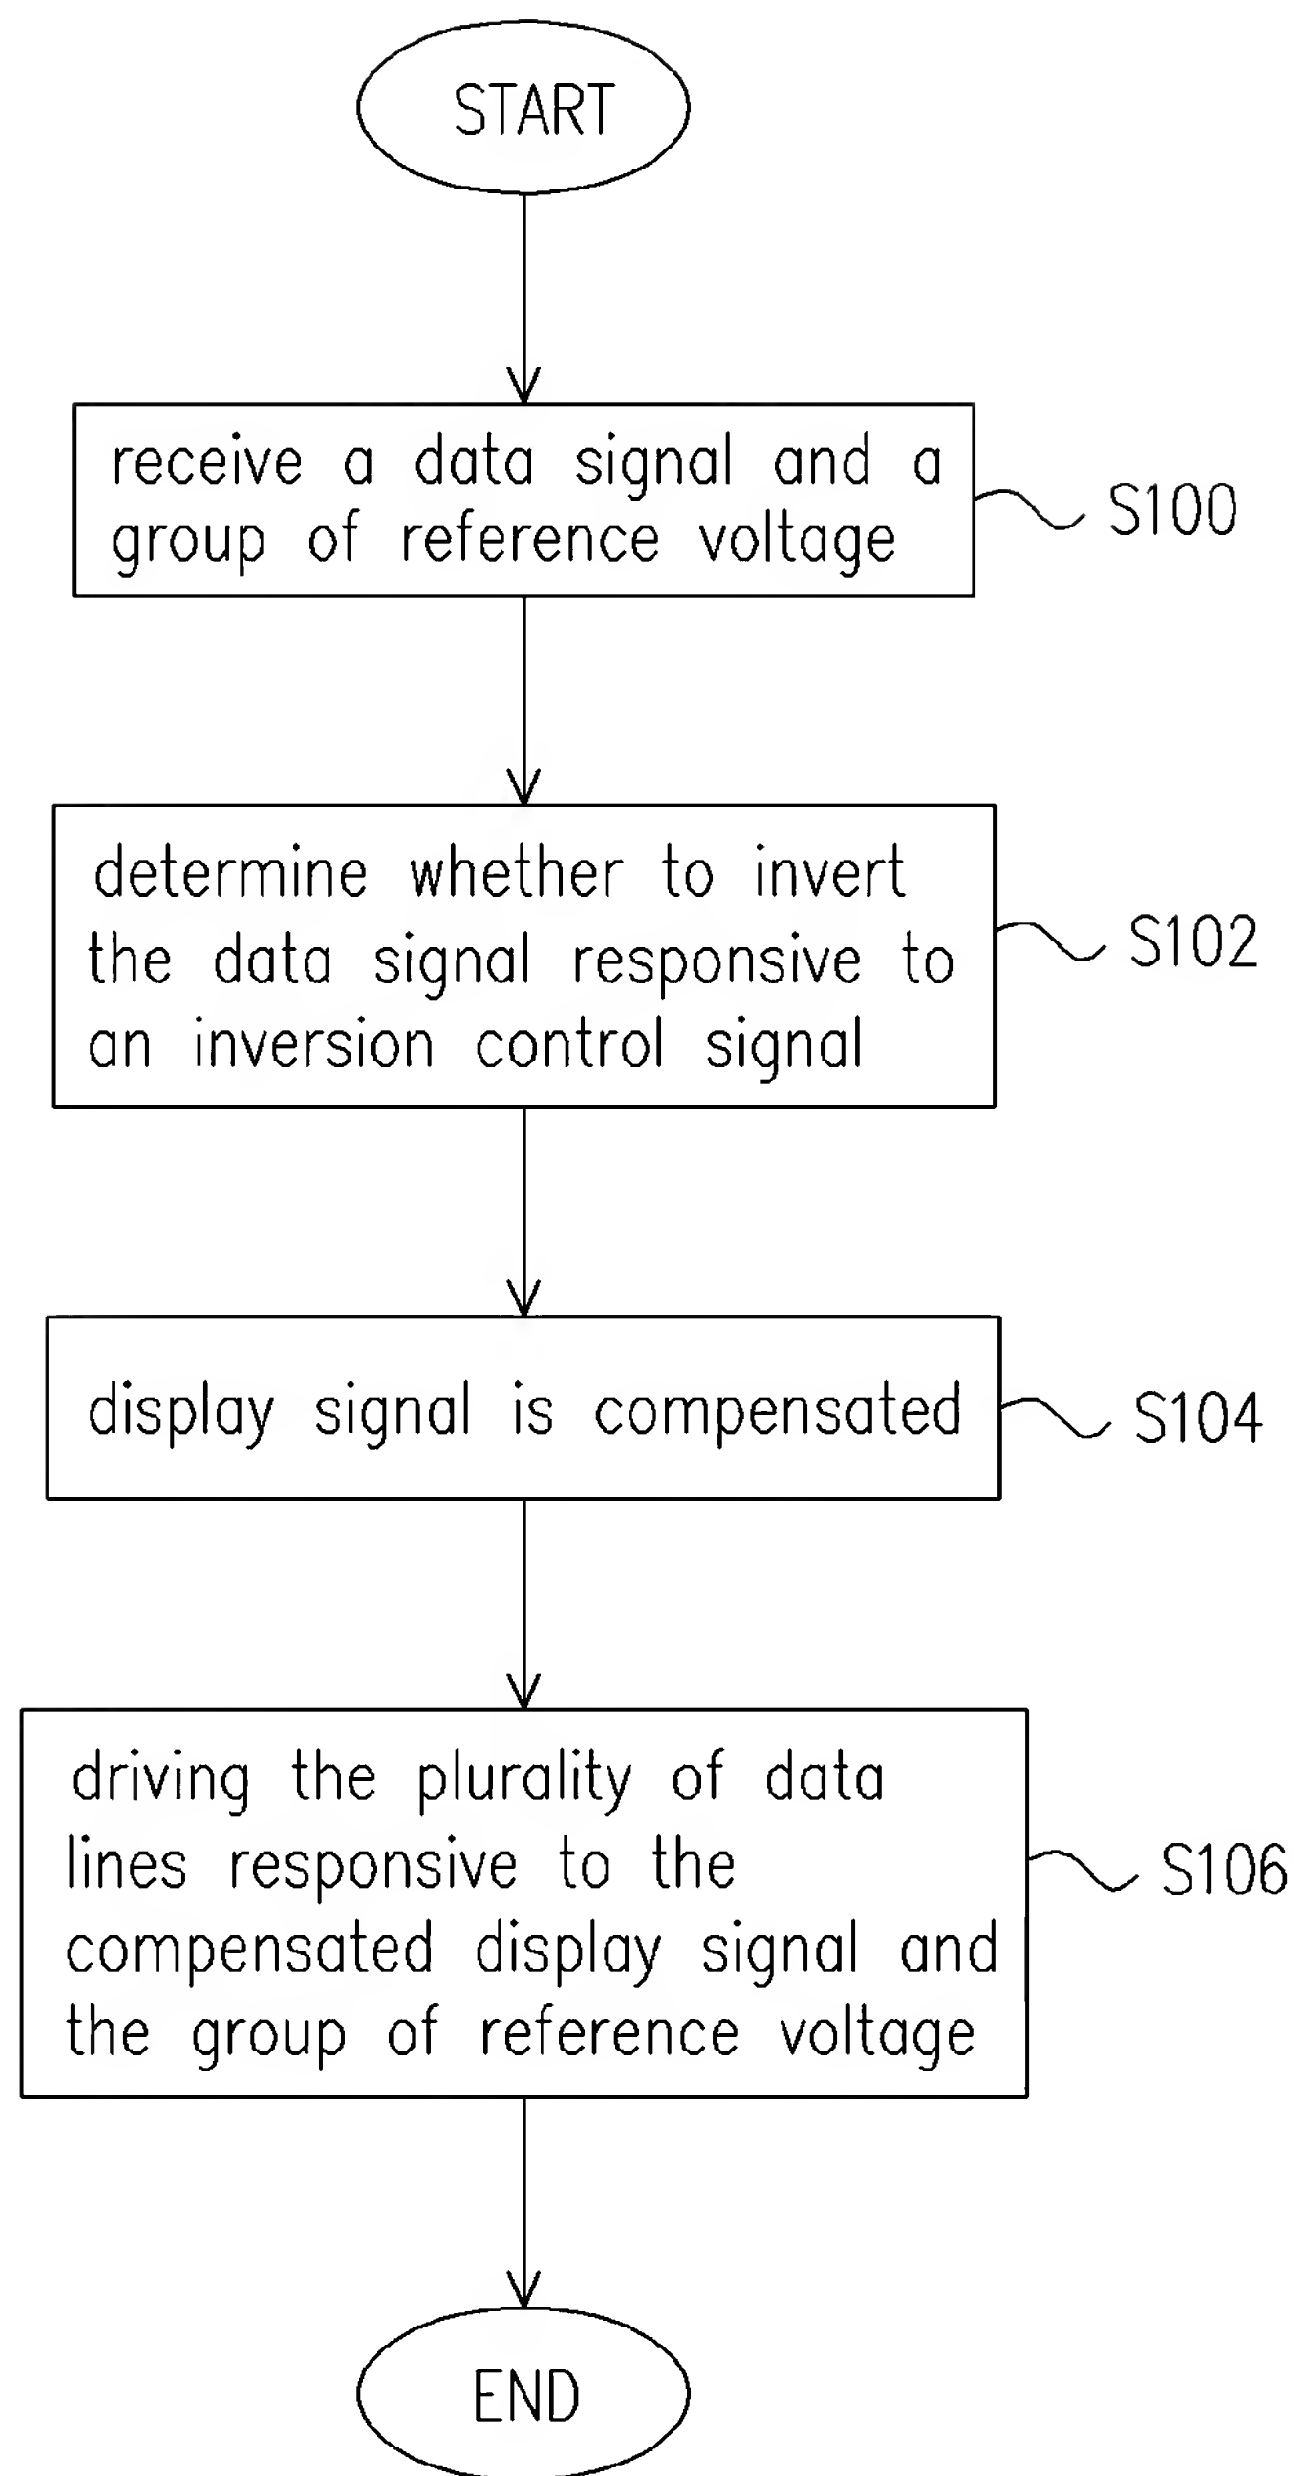 START
receive a data signal and a
group of reference voltage
S100
determine whether to invert
the data signal responsive to
an inversion control signal
S102
display signal is compensated
S104
driving the plurality of data
lines responsive to the
compensated display signal and
the group of reference voltage
S106
END